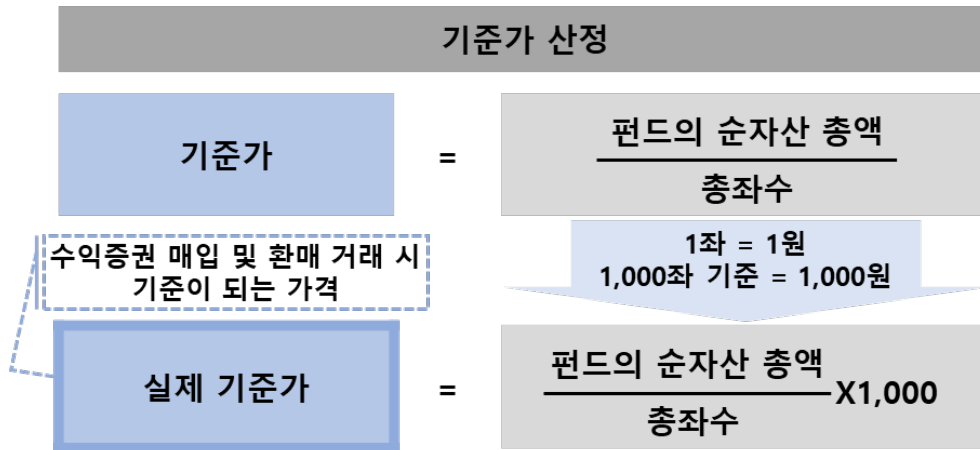 기준가 산정
기준가
=
펀드의 순자산 총액
총좌수
수익증권 매입 및 환매 거래 시
기준이 되는 가격
1좌 = 1원
1,000좌 기준 = 1,000원
실제 기준가
=
펀드의 순자산 총액
총좌수
X1,000